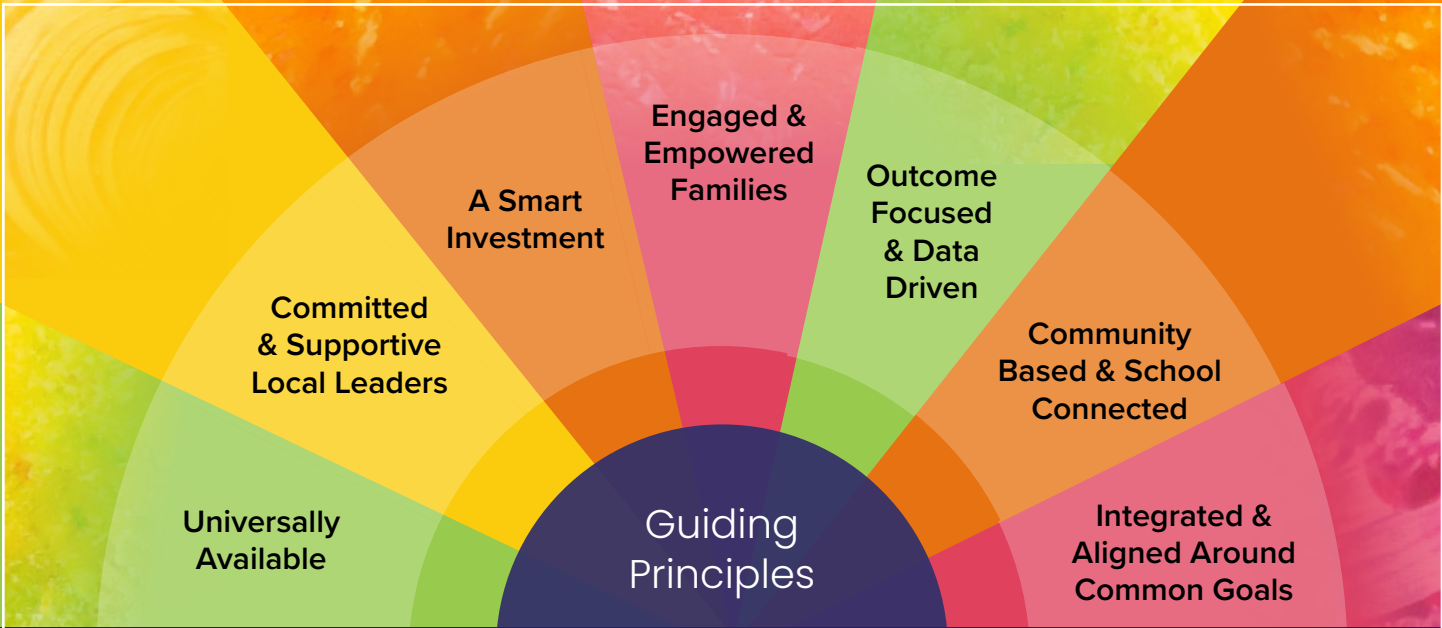 Universally
Available
Committed
& Supportive
Local Leaders
A Smart
Investment
Engaged &
Empowered
Families
Outcome
Focused
& Data
Driven
Community
Based & School
Connected
Integrated &
Aligned Around
Common Goals
Guiding
Principles